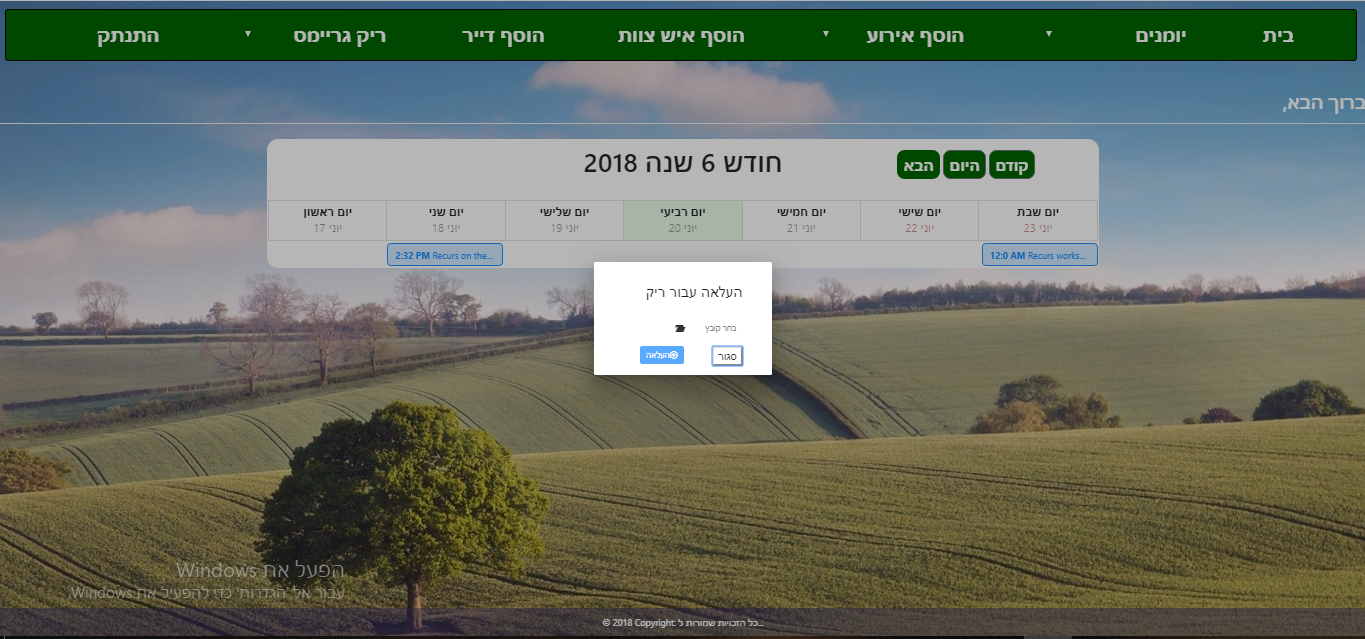 בית יומנים ▼ הוסף אירוע ▼ הוסף איש צוות הוסף דייר ריק גריימס ▼ התנתק
ברוך הבא,
קודם היום הבא חודש 6 שנה 2018
יום שבת יום שישי יום חמישי יום רביעי יום שלישי יום שני יום ראשון
יוני 23 יוני 22 יוני 21 יוני 20 יוני 19 יוני 18 יוני 17
12:0 AM Recurs works... 2:32 PM Recurs on the...
העלאה עבור ריק
בחר קובץ
סגור העלאה
הפעל את Windows
עבור אל 'הגדרות' כדי להפעיל את Windows.
© 2018 Copyright: כל הזכויות שמורות ל...